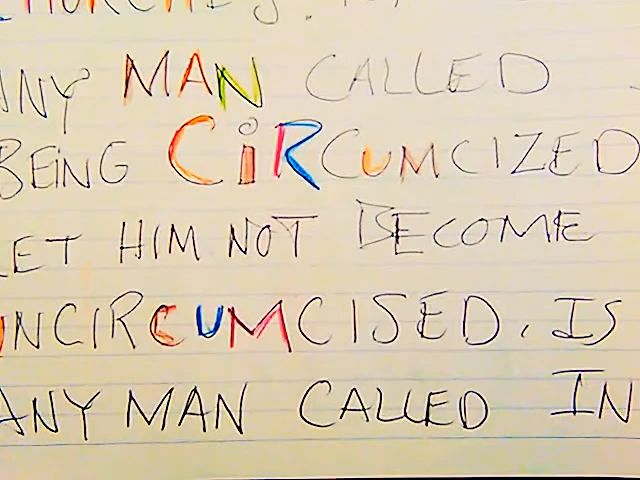 ANY MAN CALLED
BEING CiRCUMCIZED
LET HIM NOT BECOME
UNCIRCUMCISED. IS
ANY MAN CALLED IN